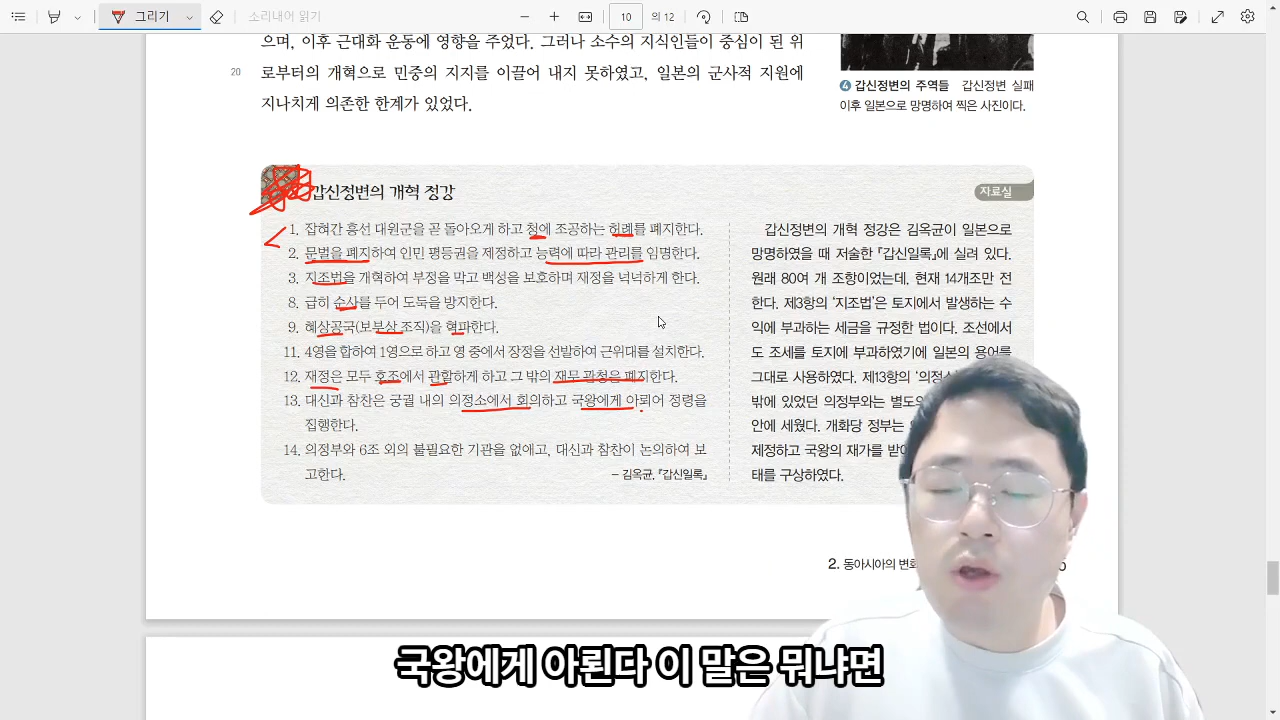 그리기
소리내어 읽기
10 의 12
으며, 이후 근대화 운동에 영향을 주었다. 그러나 소수의 지식인들이 중심이 된 위
20 로부터의 개혁으로 민중의 지지를 이끌어 내지 못하였고, 일본의 군사적 지원에
지나치게 의존한 한계가 있었다.
4 갑신정변의 주역들 갑신정변 실패
이후 일본으로 망명하여 찍은 사진이다.
갑신정변의 개혁 정강
자료실
1. 잡혀간 흥선 대원군을 곧 돌아오게 하고 청에 조공하는 허례를 폐지한다.
2. 문벌을 폐지하여 인민 평등권을 제정하고 능력에 따라 관리를 임명한다.
3. 지조법을 개혁하여 부정을 막고 백성을 보호하며 재정을 넉넉하게 한다.
8. 급히 순사를 두어 도둑을 방지한다.
9. 혜상공국(보부상 조직)을 혁파한다.
11. 4영을 합하여 1영으로 하고 영 중에서 장정을 선발하여 근위대를 설치한다.
12. 재정은 모두 호조에서 관할하게 하고 그 밖의 재무 관청은 폐지한다.
13. 대신과 참찬은 궁궐 내의 의정소에서 회의하고 국왕에게 아뢰어 정령을
집행한다.
14. 의정부와 6조 외의 불필요한 기관을 없애고, 대신과 참찬이 논의하여 보
고한다.
– 김옥균, 『갑신일록』
갑신정변의 개혁 정강은 김옥균이 일본으로
망명하였을 때 저술한 『갑신일록』에 실려 있다.
원래 80여 개 조항이었는데, 현재 14개조만 전
한다. 제3항의 '지조법'은 토지에서 발생하는 수
익에 부과하는 세금을 규정한 법이다. 조선에서
도 조세를 토지에 부과하였기에 일본의 용어를
그대로 사용하였다. 제13항의 '의정소
밖에 있었던 의정부와는 별도
안에 세웠다. 개화당 정부는
제정하고 국왕의 재가를 받
태를 구상하였다.
2. 동아시아의 변
국왕에게 아뢴다 이 말은 뭐냐면